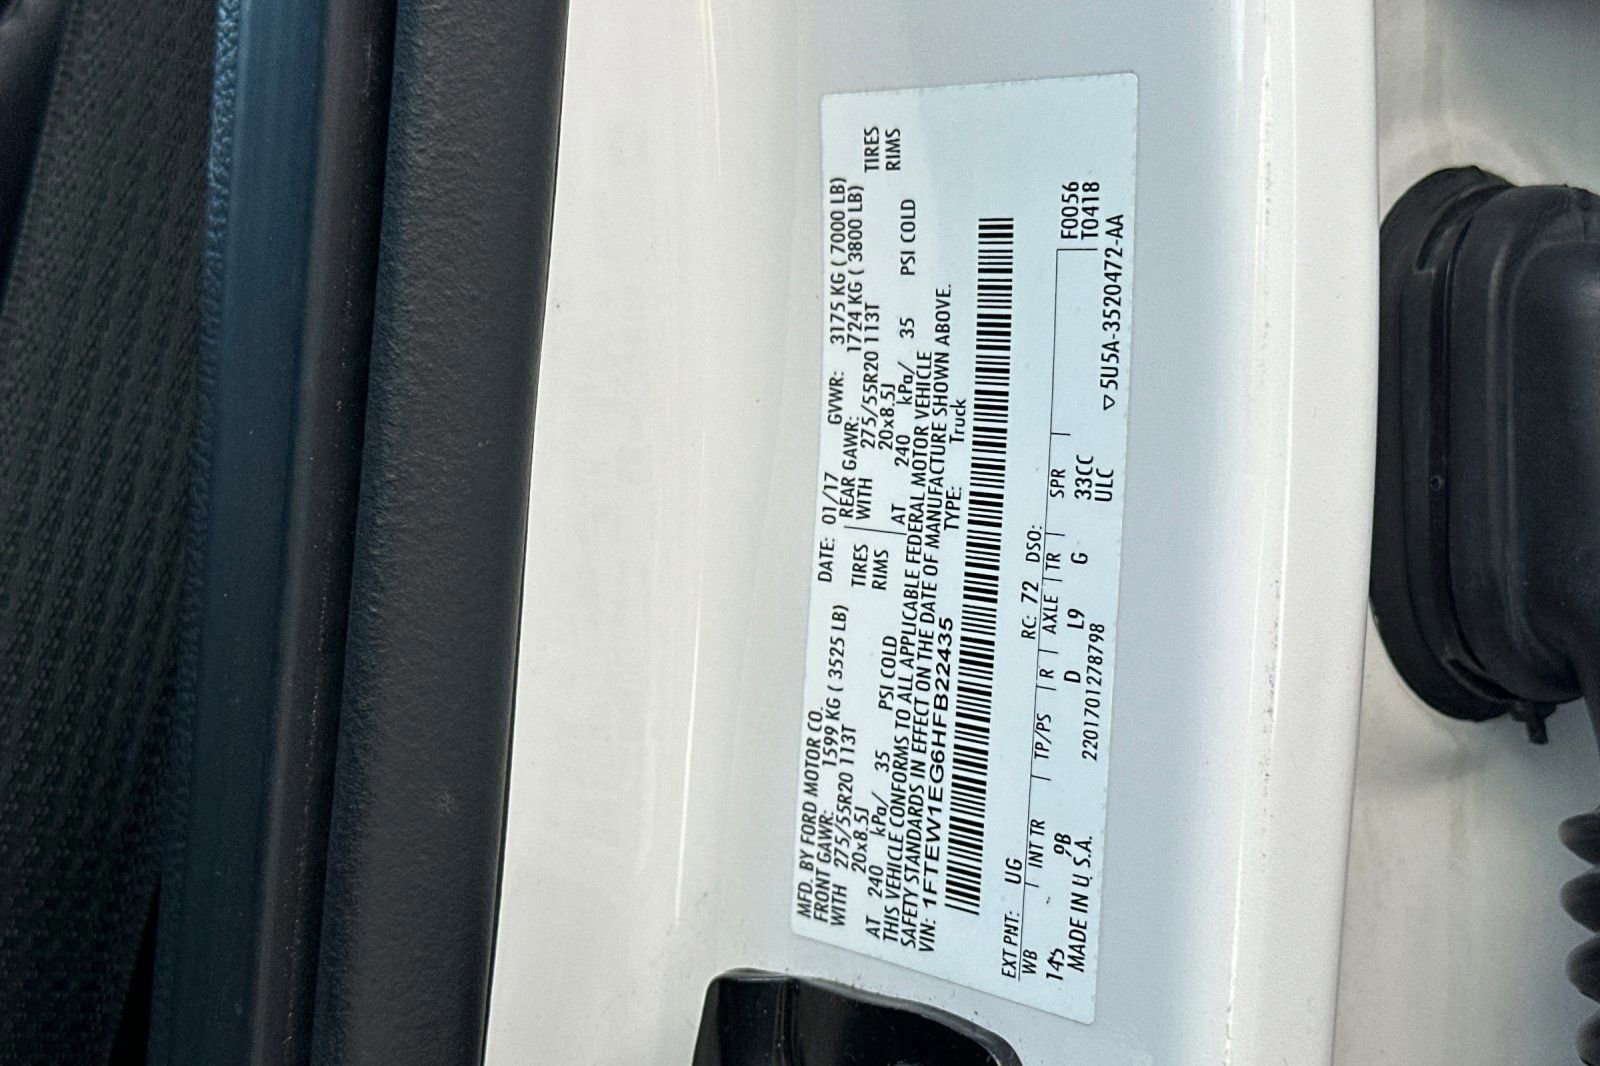 MFD. BY FORD MOTOR CO. DATE: 01/17 GVWR: 3175 KG ( 7000 LB)
FRONT GAWR: 1599 KG ( 3525 LB) REAR GAWR: 1724 KG ( 3800 LB)
WITH 275/55R20 113T TIRES WITH 275/55R20 113T TIRES
20x8.5J RIMS 20x8.5J RIMS
AT 240 kPa/ 35 PSI COLD AT 240 kPa/ 35 PSI COLD
THIS VEHICLE CONFORMS TO ALL APPLICABLE FEDERAL MOTOR VEHICLE
SAFETY STANDARDS IN EFFECT ON THE DATE OF MANUFACTURE SHOWN ABOVE.
VIN: 1FTEW1EG6HFB22435 TYPE: Truck
EXT PNT: UG RC: 72 DSO: F0056
WB INT TR TP/PS R AXLE TR SPR T0418
145 9B D L9 G 33CC
MADE IN U.S.A. 2201701278798 ULC ▽5U5A-3520472-AA